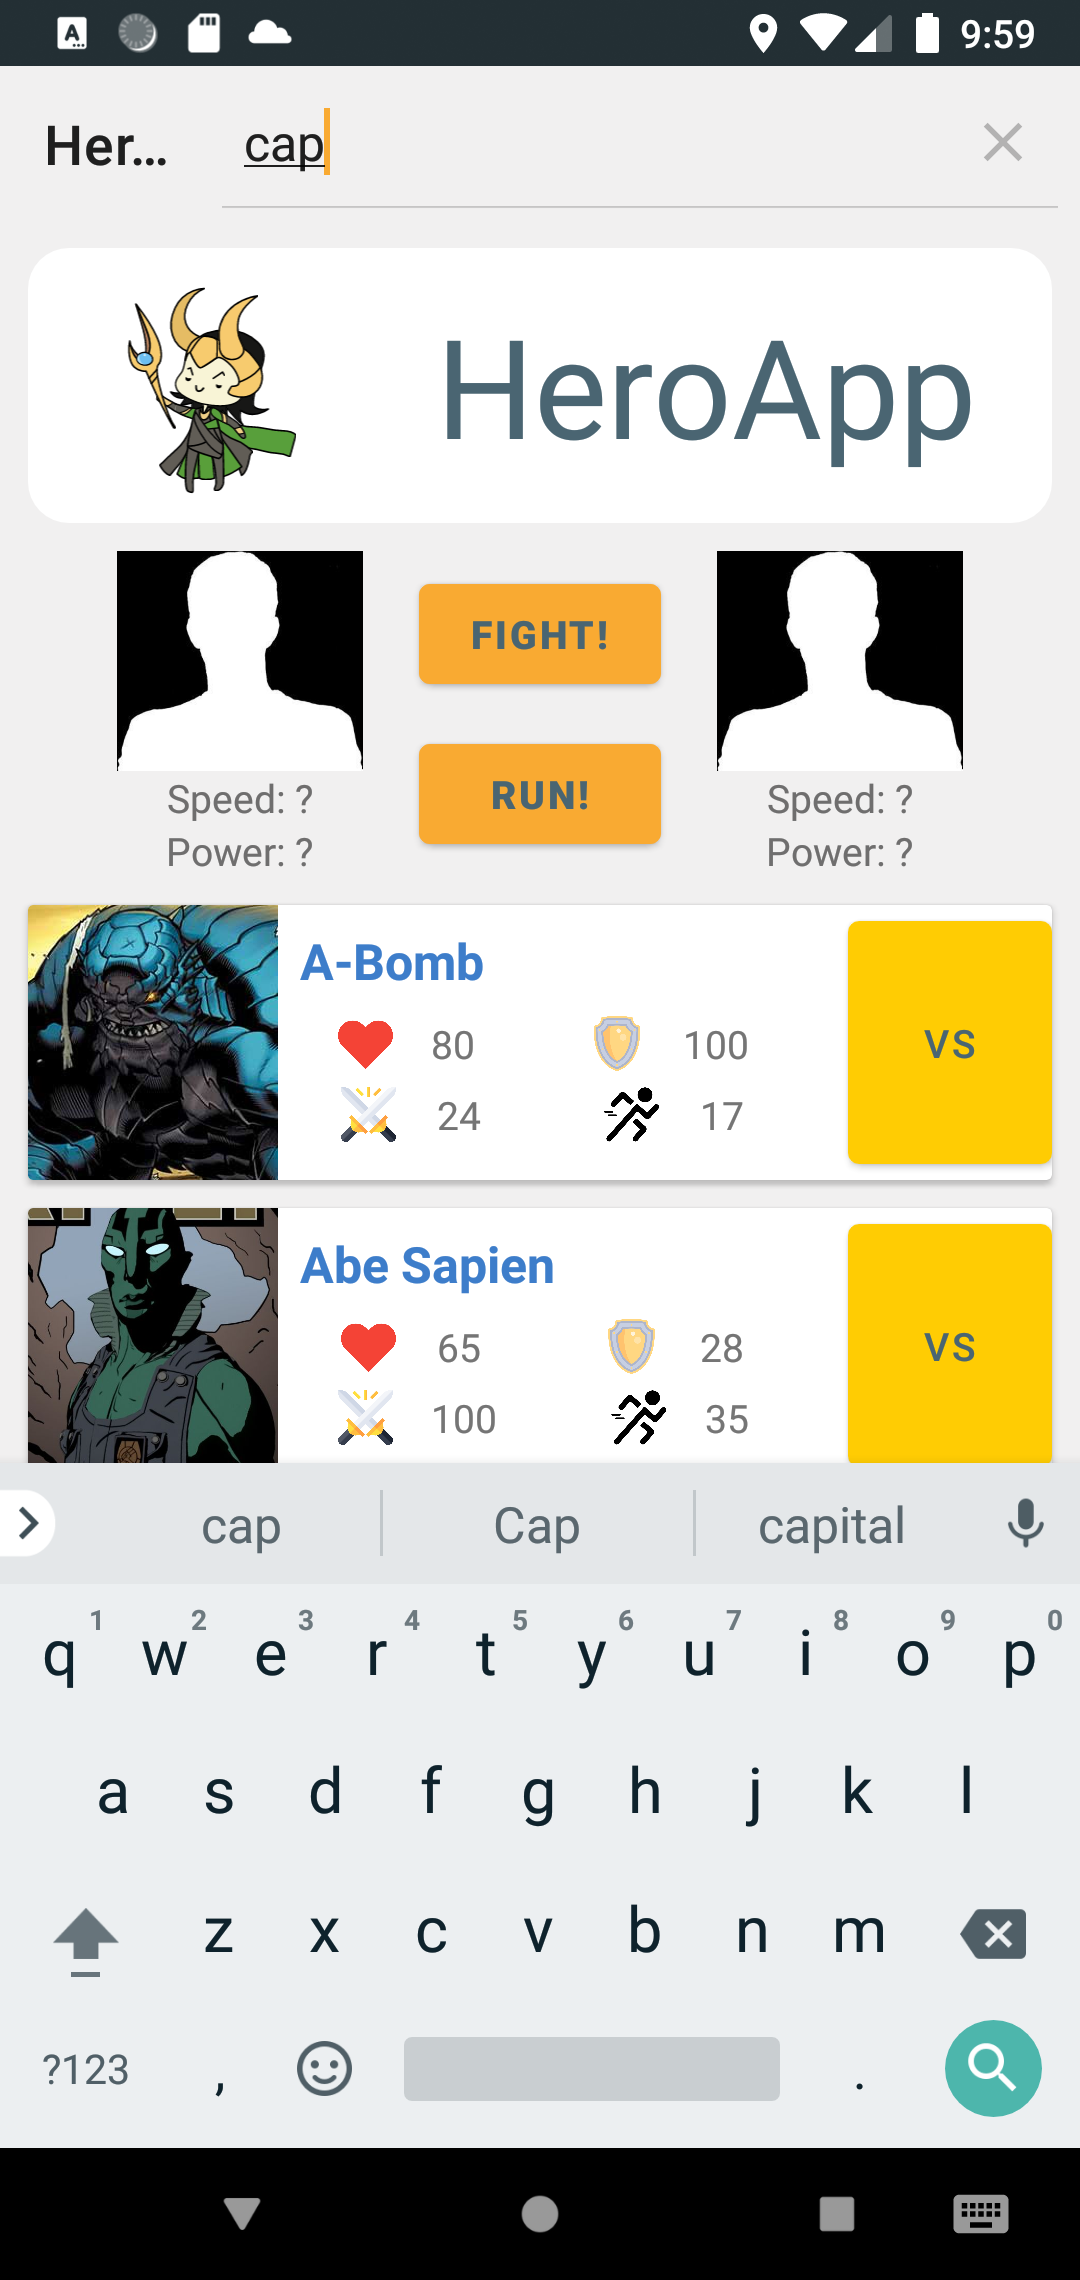 9:59
Her...
cap
HeroApp
FIGHT!
RUN!
Speed: ?
Power: ?
Speed: ?
Power: ?
A-Bomb
80
100
24
17
VS
Abe Sapien
65
28
100
35
VS
cap
Cap
capital
q 1 w 2 e 3 r 4 t 5 y 6 u 7 i 8 o 9 p 0
a s d f g h j k l
z x c v b n m
?123 , .